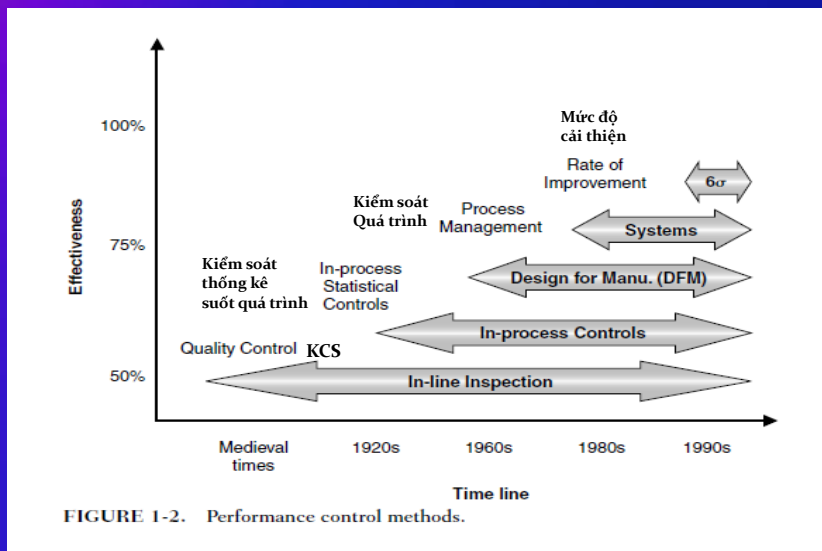 Mức độ
cải thiện
100%
Rate of
Improvement
6σ
Kiểm soát
Quá trình
Process
Management
Systems
Effectiveness
75%
Kiểm soát
thống kê
suốt quá trình
In-process
Statistical
Controls
Design for Manu. (DFM)
In-process Controls
Quality Control KCS
50%
In-line Inspection
Medieval
times
1920s
1960s
1980s
1990s
Time line
FIGURE 1-2. Performance control methods.